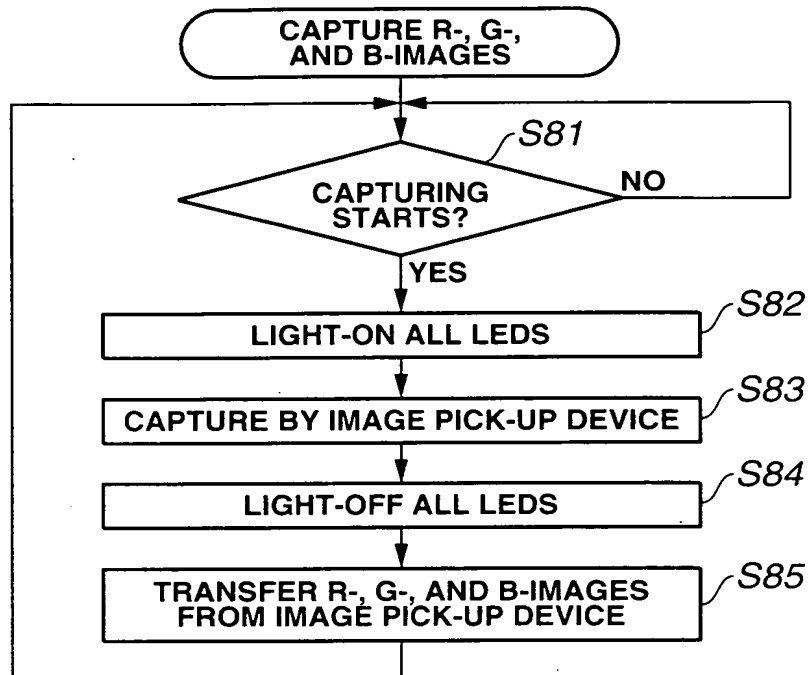 CAPTURE R-, G-,
AND B-IMAGES
S81
CAPTURING
STARTS?
NO
YES
S82
LIGHT-ON ALL LEDS
S83
CAPTURE BY IMAGE PICK-UP DEVICE
S84
LIGHT-OFF ALL LEDS
S85
TRANSFER R-, G-, AND B-IMAGES
FROM IMAGE PICK-UP DEVICE